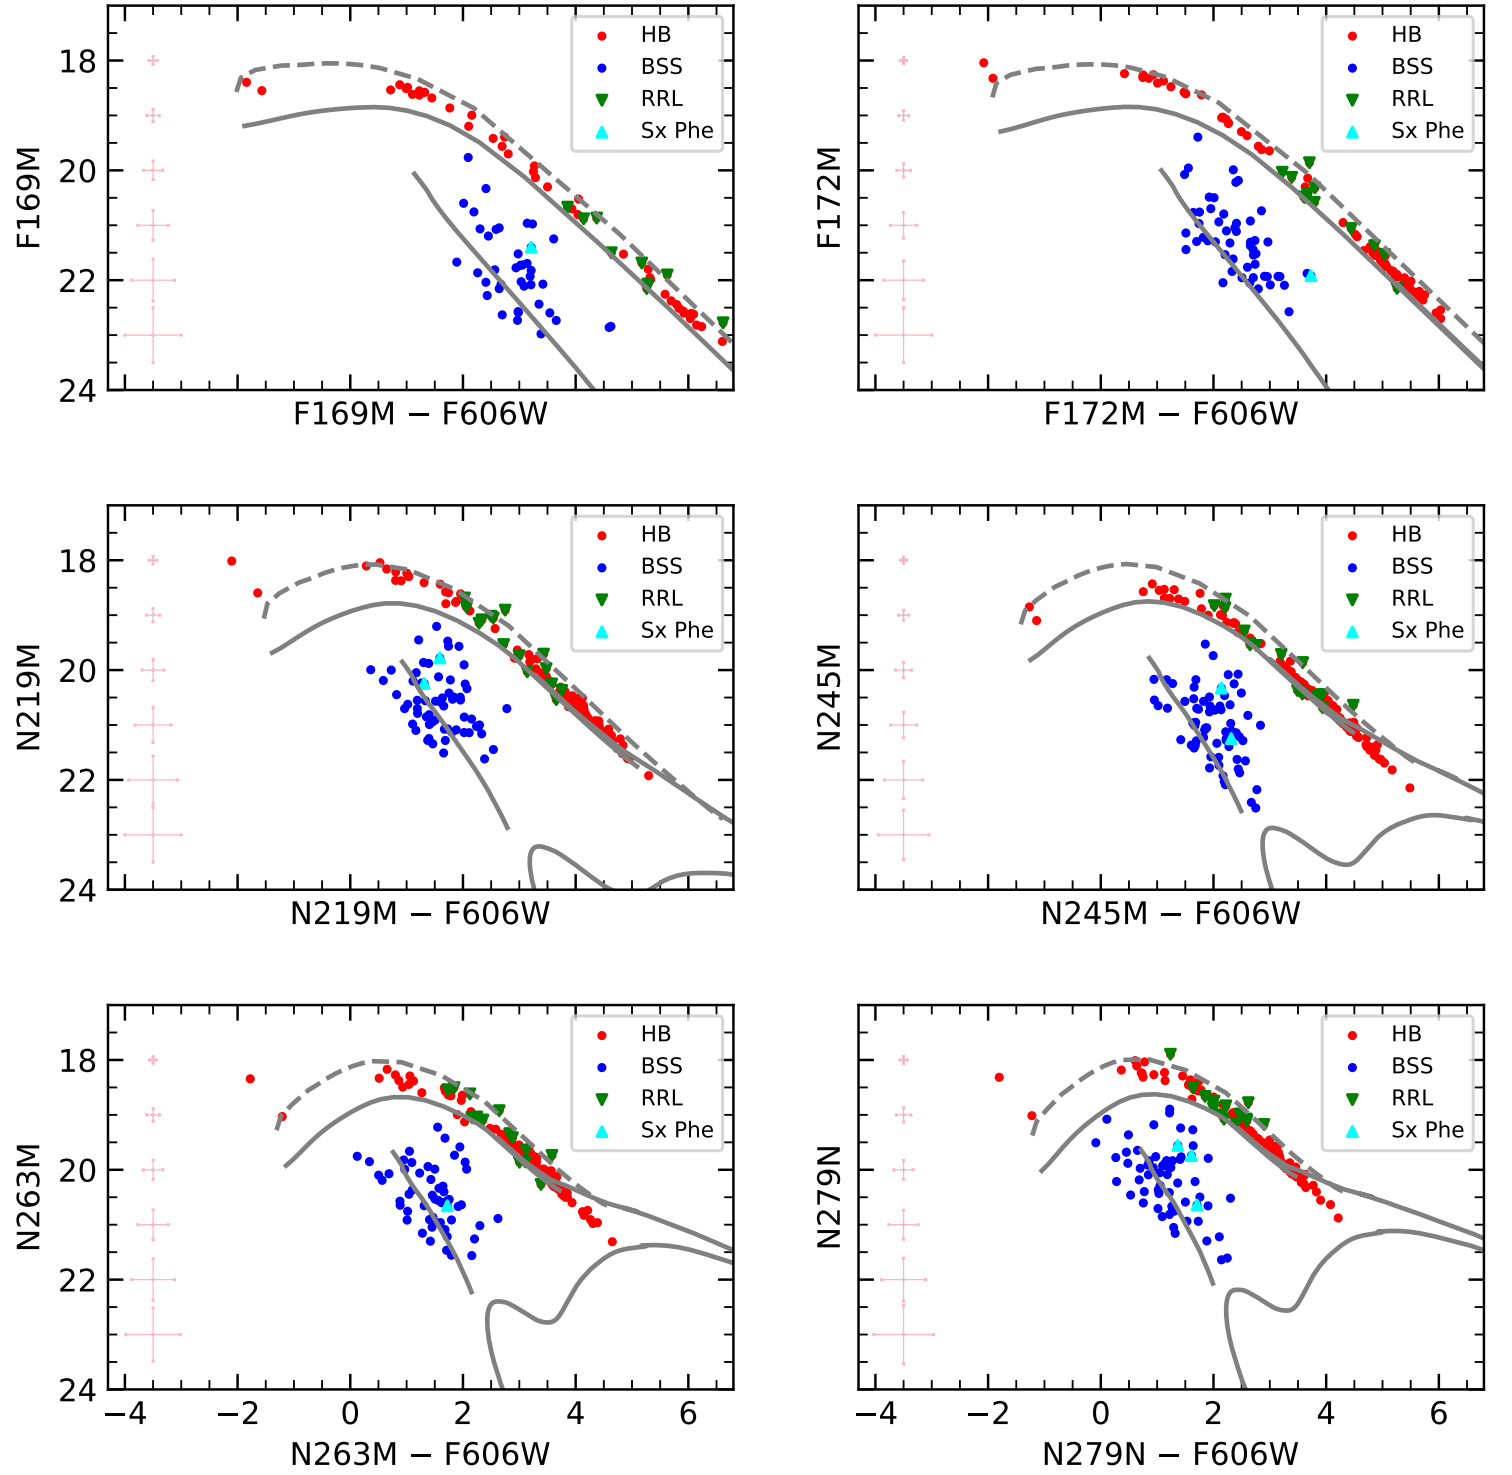 HB
BSS
RRL
Sx Phe
18
20
22
24
F169M
F169M − F606W
HB
BSS
RRL
Sx Phe
F172M
F172M − F606W
HB
BSS
RRL
Sx Phe
18
20
22
24
N219M
N219M − F606W
HB
BSS
RRL
Sx Phe
N245M
N245M − F606W
HB
BSS
RRL
Sx Phe
18
20
22
24
N263M
−4 −2 0 2 4 6
N263M − F606W
HB
BSS
RRL
Sx Phe
N279N
−4 −2 0 2 4 6
N279N − F606W